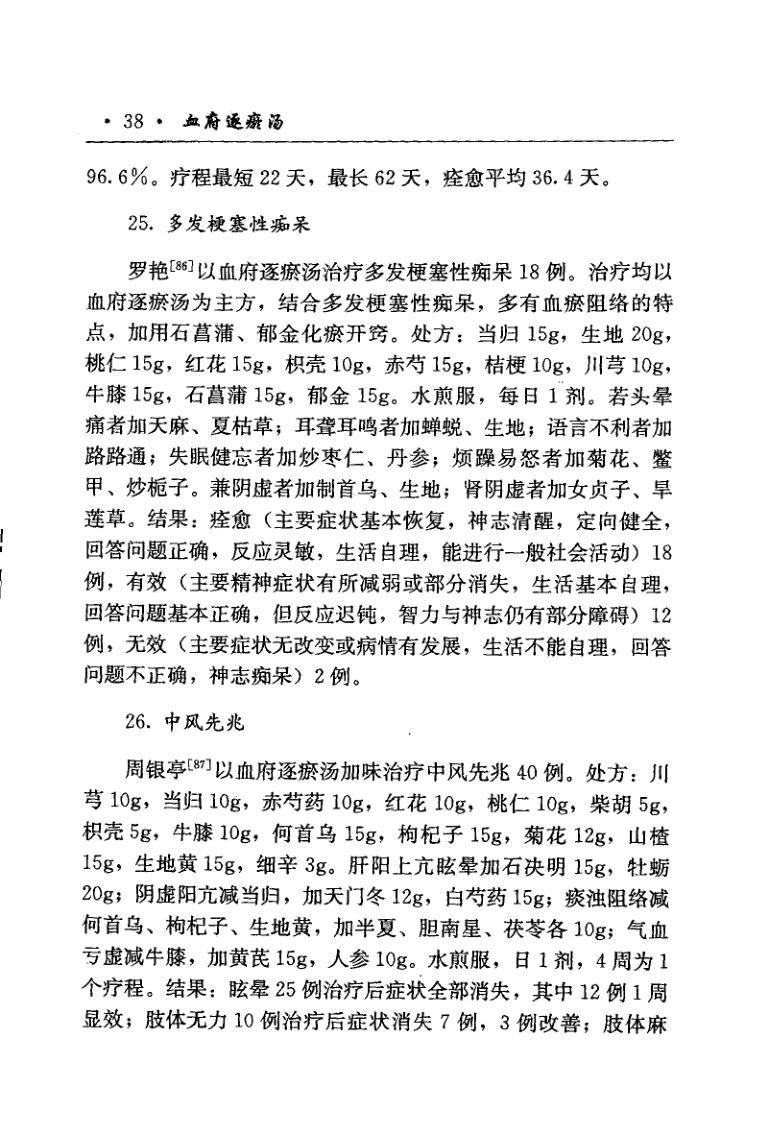 · 38 · 血府逐瘀汤
96.6%。疗程最短 22 天，最长 62 天，痊愈平均 36.4 天。
25. 多发梗塞性痴呆
罗艳[86]以血府逐瘀汤治疗多发梗塞性痴呆 18 例。治疗均以
血府逐瘀汤为主方，结合多发梗塞性痴呆，多有血瘀阻络的特
点，加用石菖蒲、郁金化瘀开窍。处方：当归 15g，生地 20g，
桃仁 15g，红花 15g，枳壳 10g，赤芍 15g，桔梗 10g，川芎 10g，
牛膝 15g，石菖蒲 15g，郁金 15g。水煎服，每日 1 剂。若头晕
痛者加天麻、夏枯草；耳聋耳鸣者加蝉蜕、生地；语言不利者加
路路通；失眠健忘者加炒枣仁、丹参；烦躁易怒者加菊花、鳖
甲、炒栀子。兼阴虚者加制首乌、生地；肾阴虚者加女贞子、旱
莲草。结果：痊愈（主要症状基本恢复，神志清醒，定向健全，
回答问题正确，反应灵敏，生活自理，能进行一般社会活动）18
例，有效（主要精神症状有所减弱或部分消失，生活基本自理，
回答问题基本正确，但反应迟钝，智力与神志仍有部分障碍）12
例，无效（主要症状无改变或病情有发展，生活不能自理，回答
问题不正确，神志痴呆）2 例。
26. 中风先兆
周银亭[87]以血府逐瘀汤加味治疗中风先兆 40 例。处方：川
芎 10g，当归 10g，赤芍药 10g，红花 10g，桃仁 10g，柴胡 5g，
枳壳 5g，牛膝 10g，何首乌 15g，枸杞子 15g，菊花 12g，山楂
15g，生地黄 15g，细辛 3g。肝阳上亢眩晕加石决明 15g，牡蛎
20g；阴虚阳亢减当归，加天门冬 12g，白芍药 15g；痰浊阻络减
何首乌、枸杞子、生地黄，加半夏、胆南星、茯苓各 10g；气血
亏虚减牛膝，加黄芪 15g，人参 10g。水煎服，日 1 剂，4 周为 1
个疗程。结果：眩晕 25 例治疗后症状全部消失，其中 12 例 1 周
显效；肢体无力 10 例治疗后症状消失 7 例，3 例改善；肢体麻